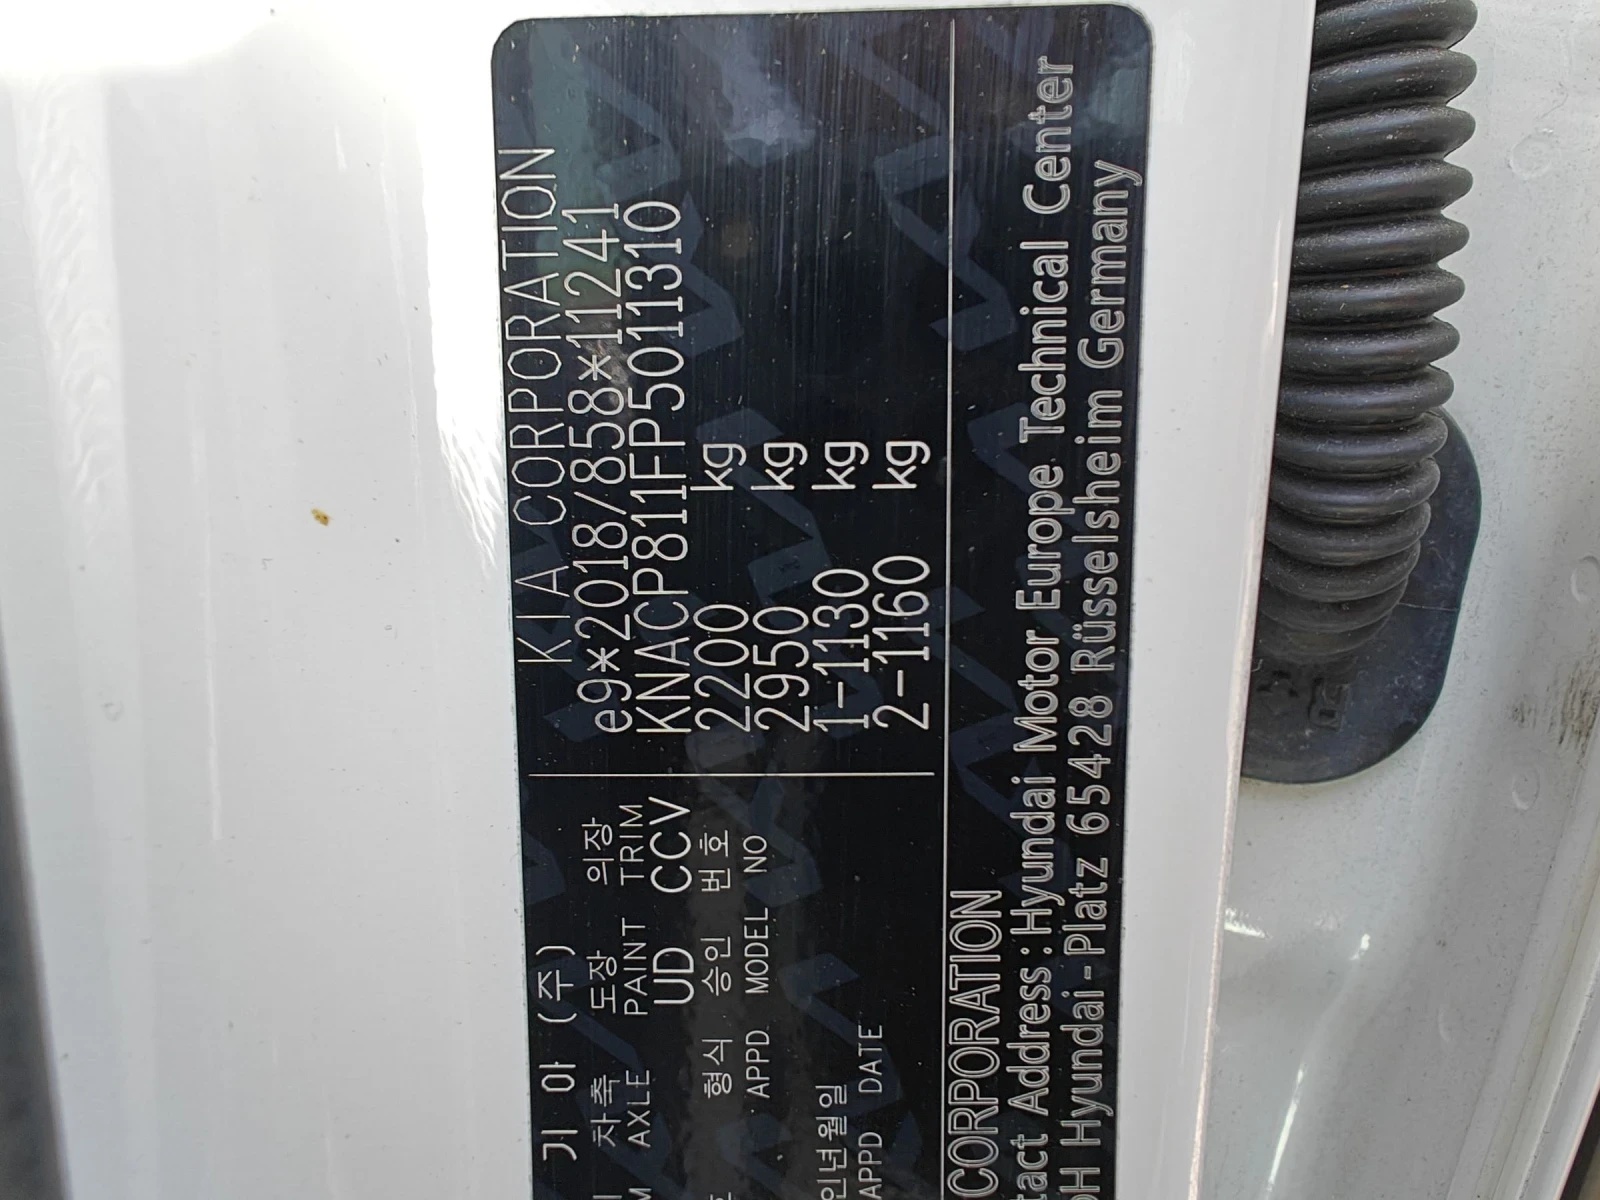 기 아 (주) KIA CORPORATION
차축 도장 의장
AXLE PAINT TRIM
UD CCV
e9*2018/858*11241
KNACP811FP5011310
형식 승인 번호
APPD MODEL NO
2200 kg
2950 kg
1-1130 kg
2-1160 kg
인년월일
APPD DATE
CORPORATION
tact Address : Hyundai Motor Europe Technical Center
bH Hyundai-Platz 65428 Rüsselsheim Germany